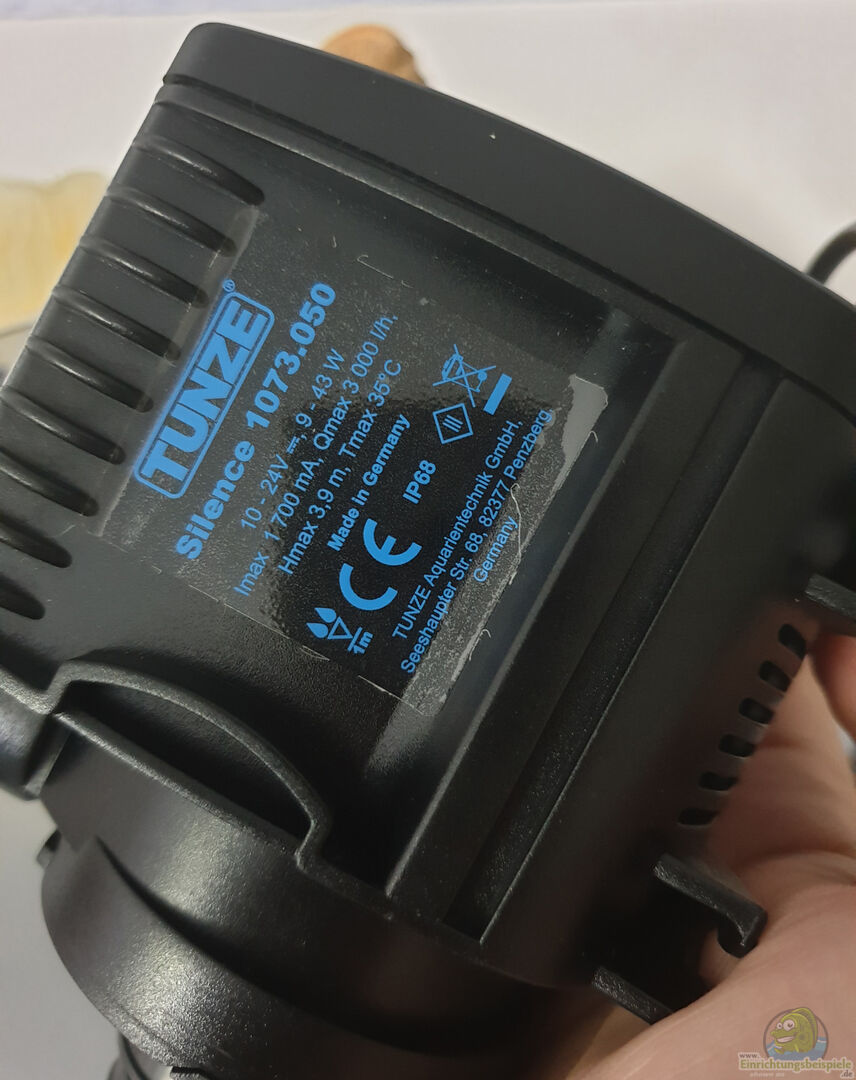 TUNZE®
Silence 1073.050
10 - 24V ⎓, 9 - 43 W
Imax 1 700 mA, Qmax 3 000 l/h,
Hmax 3,9 m, Tmax 35°C
Made in Germany
IP68
CE
1m
III
TUNZE Aquarientechnik GmbH,
Seeshaupter Str. 68, 82377 Penzberg,
Germany
www.
Einrichtungsbeispiele
.de